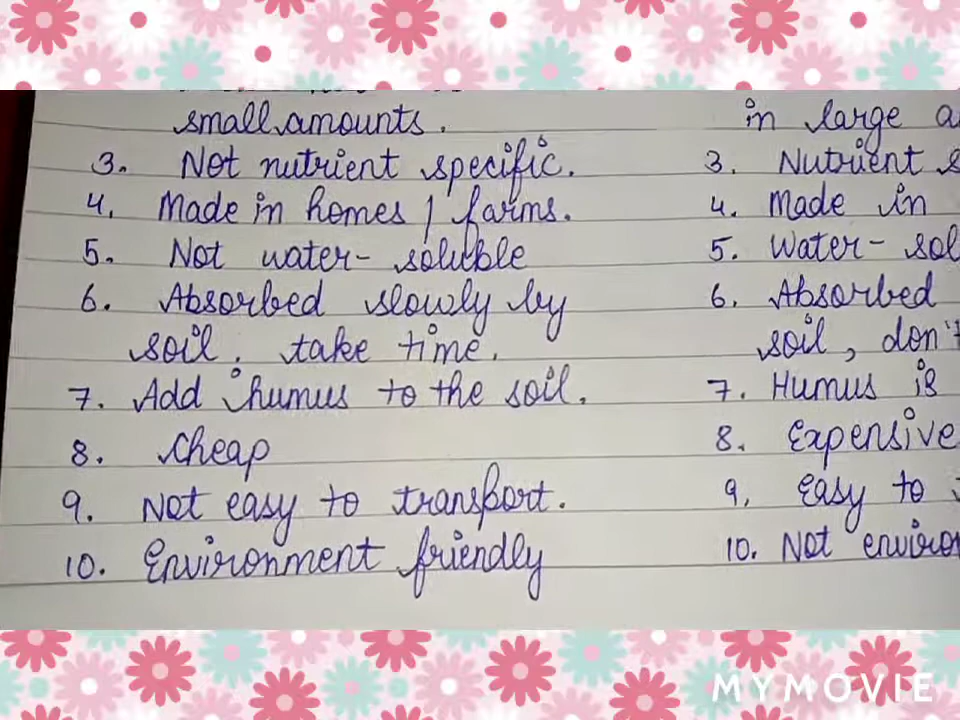 small amounts.
3. Not nutrient specific.
4. Made in homes / farms.
5. Not water-soluble
6. Absorbed slowly by
soil. take time.
7. Add humus to the soil.
8. Cheap
9. Not easy to transport.
10. Environment friendly
in large
3. Nutrient
4. Made in
5. Water-
6. Absorbed
soil, don't
7. Humus is
8. Expensive
9. Easy to
10. Not
MYMOVIE